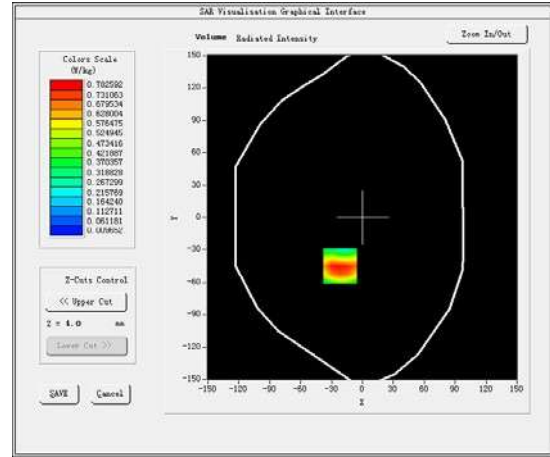 SAR Visualisation Graphical Interface
Volume Radiated Intensity
Zoom In/Out
Colors Scale
(W/kg)
0.782592
0.731063
0.679534
0.628004
0.576475
0.524945
0.473416
0.421887
0.370357
0.318828
0.267299
0.215769
0.164240
0.112711
0.061181
0.009652
150
120
90
60
30
0
-30
-60
-90
-120
-150
Y
-150 -120 -90 -60 -30 0 30 60 90 120 150
X
Z-Cuts Control
<< Upper Cut
Z = 4.0 mm
Lower Cut >>
SAVE Cancel